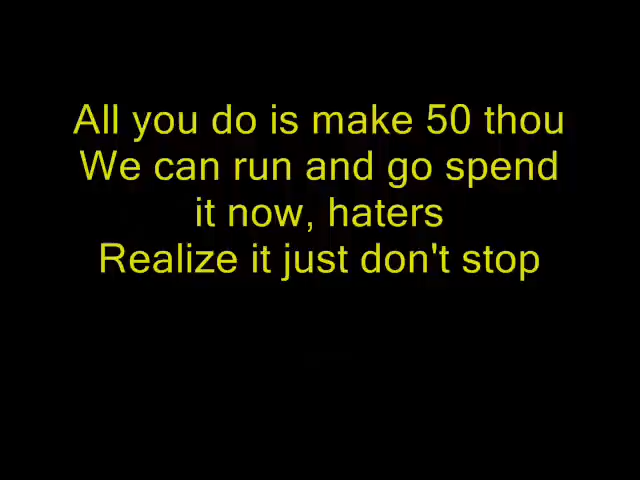 All you do is make 50 thou
We can run and go spend
it now, haters
Realize it just don't stop